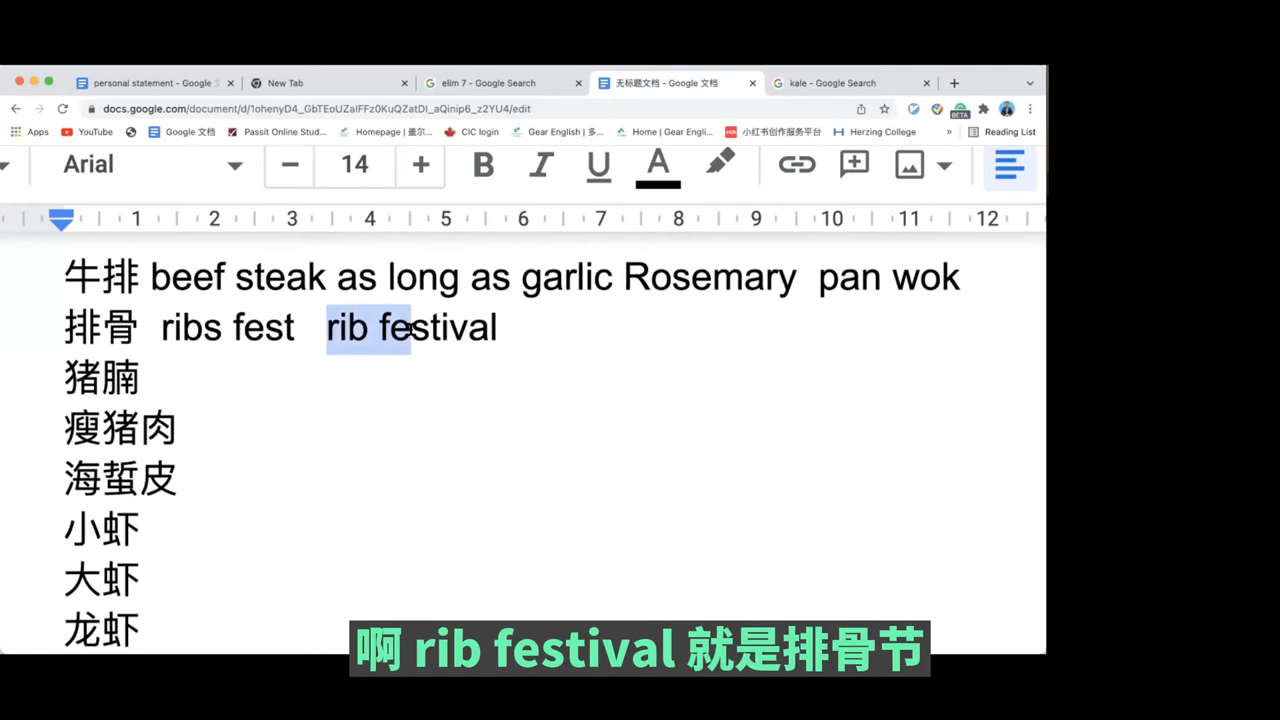 personal statement - Google 文
New Tab
elim 7 - Google Search
无标题文档 - Google 文档
kale - Google Search
docs.google.com/document/d/1ohenyD4_GbTEoUZaIFFz0KuQZatDI_aQinip6_z2YU4/edit
BETA
Apps
YouTube
Google 文档
Passit Online Stud...
Homepage | 盖尔...
CIC login
Gear English | 多...
Home | Gear Engli...
小红书创作服务平台
Herzing College
»
Reading List
Arial
14
B I U A
1 2 3 4 5 6 7 8 9 10 11 12
牛排 beef steak as long as garlic Rosemary pan wok
排骨 ribs fest rib festival
猪腩
瘦猪肉
海蜇皮
小虾
大虾
龙虾
啊 rib festival 就是排骨节